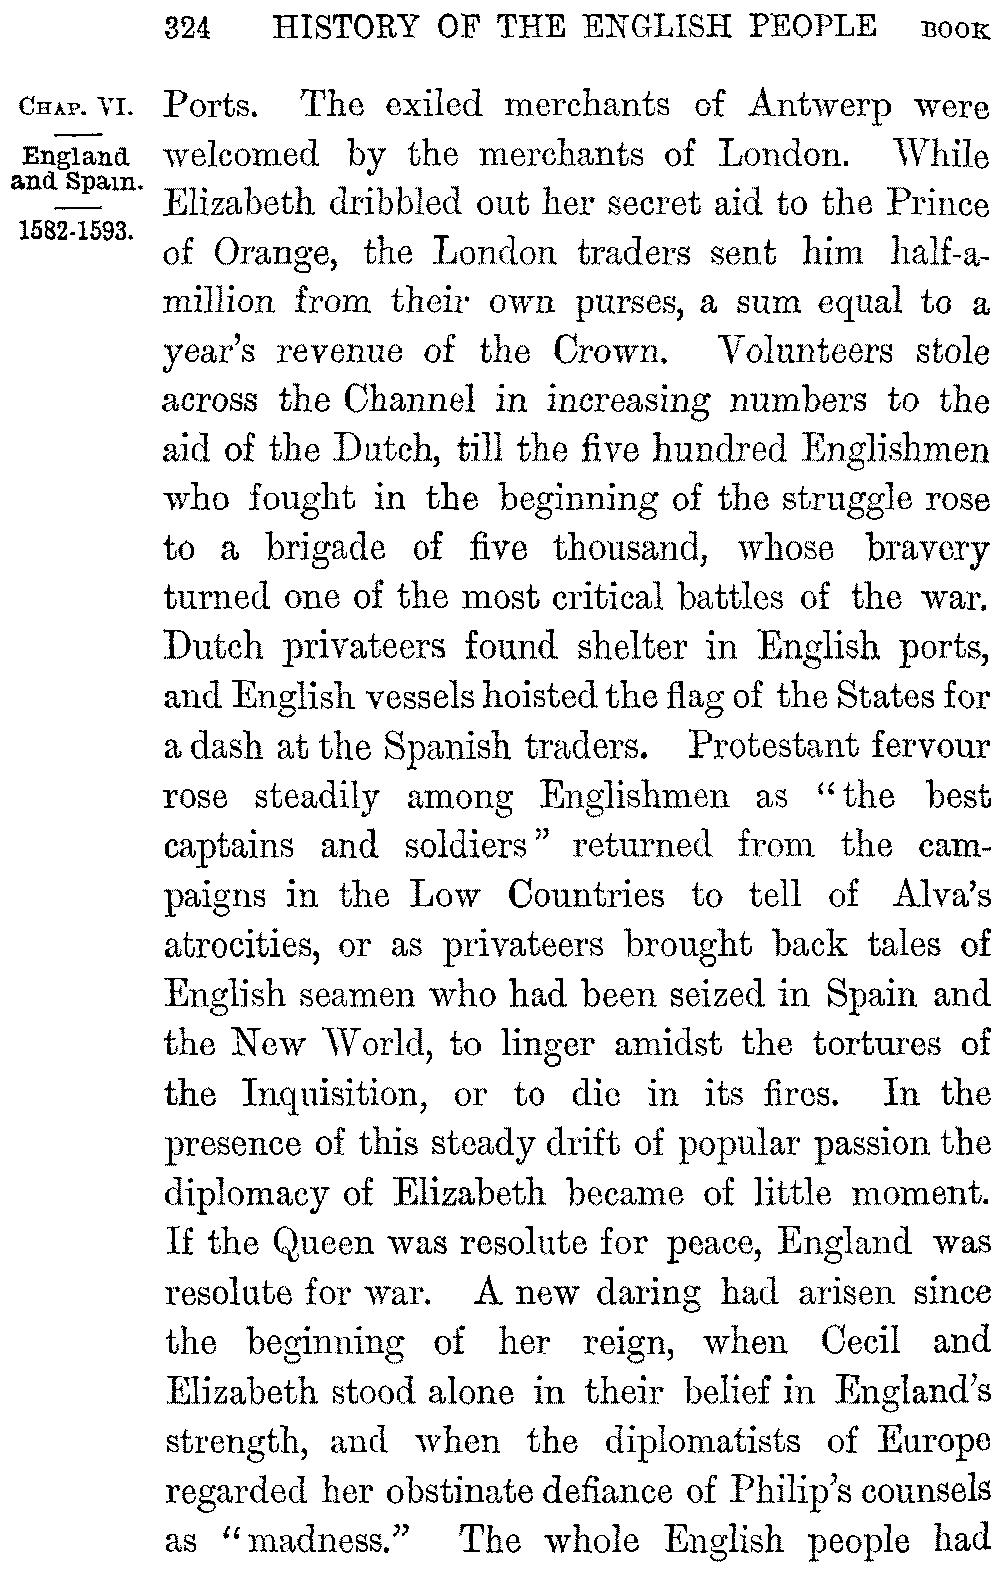 324 HISTORY OF THE ENGLISH PEOPLE BOOK
CHAP. VI.
England
and Spain.
1582-1593.
Ports. The exiled merchants of Antwerp were
welcomed by the merchants of London. While
Elizabeth dribbled out her secret aid to the Prince
of Orange, the London traders sent him half-a-
million from their own purses, a sum equal to a
year's revenue of the Crown. Volunteers stole
across the Channel in increasing numbers to the
aid of the Dutch, till the five hundred Englishmen
who fought in the beginning of the struggle rose
to a brigade of five thousand, whose bravery
turned one of the most critical battles of the war.
Dutch privateers found shelter in English ports,
and English vessels hoisted the flag of the States for
a dash at the Spanish traders. Protestant fervour
rose steadily among Englishmen as "the best
captains and soldiers" returned from the cam-
paigns in the Low Countries to tell of Alva's
atrocities, or as privateers brought back tales of
English seamen who had been seized in Spain and
the New World, to linger amidst the tortures of
the Inquisition, or to die in its fires. In the
presence of this steady drift of popular passion the
diplomacy of Elizabeth became of little moment.
If the Queen was resolute for peace, England was
resolute for war. A new daring had arisen since
the beginning of her reign, when Cecil and
Elizabeth stood alone in their belief in England's
strength, and when the diplomatists of Europe
regarded her obstinate defiance of Philip's counsels
as "madness." The whole English people had